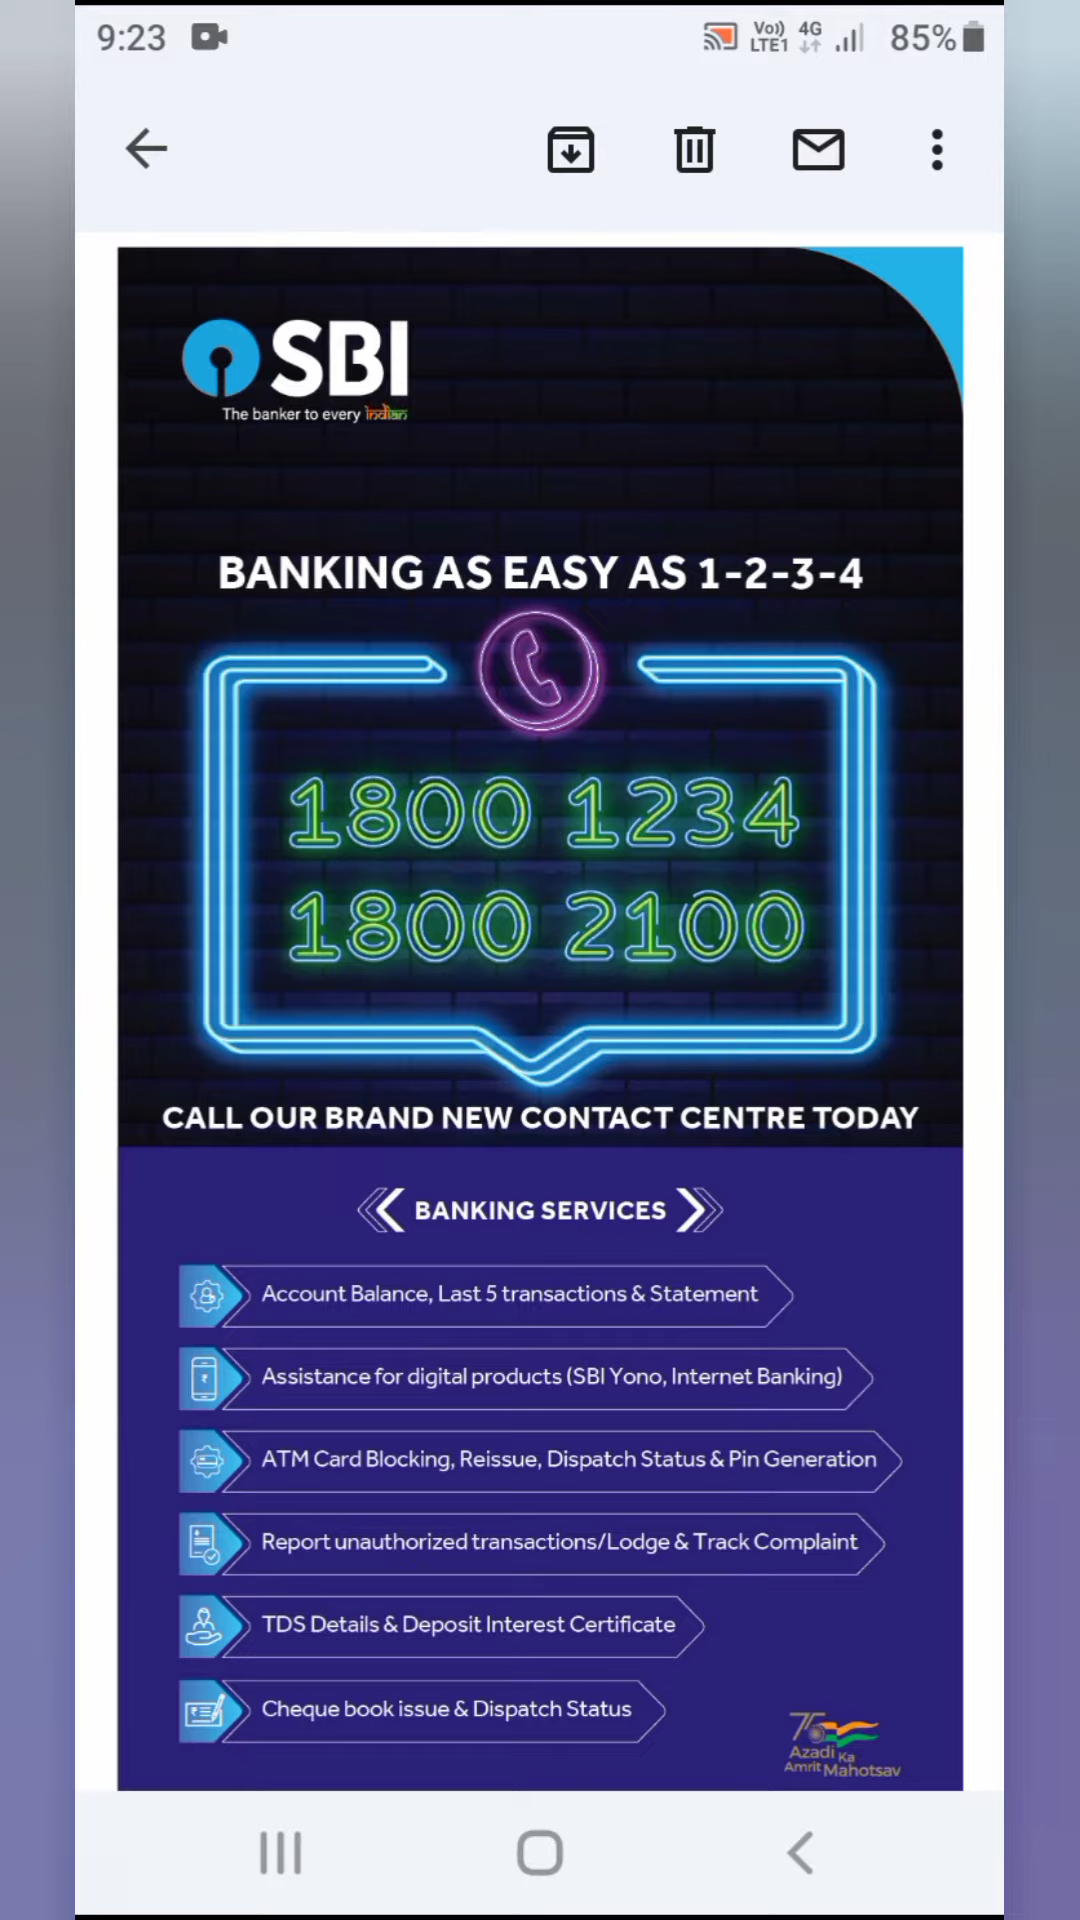 9:23
Vo)) LTE1 4G 85%
SBI
The banker to every indian
BANKING AS EASY AS 1-2-3-4
1800 1234
1800 2100
CALL OUR BRAND NEW CONTACT CENTRE TODAY
BANKING SERVICES
Account Balance, Last 5 transactions & Statement
Assistance for digital products (SBI Yono, Internet Banking)
ATM Card Blocking, Reissue, Dispatch Status & Pin Generation
Report unauthorized transactions/Lodge & Track Complaint
TDS Details & Deposit Interest Certificate
Cheque book issue & Dispatch Status
75
Azadi Ka
Amrit Mahotsav